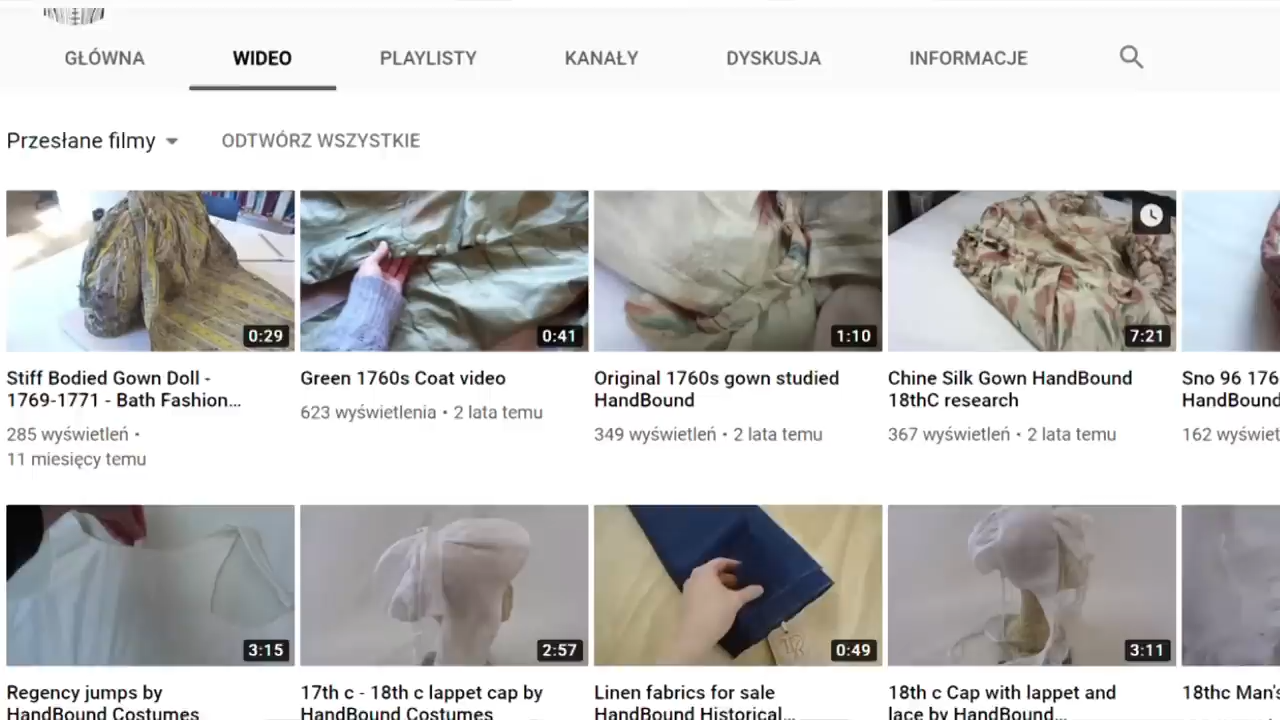 GŁÓWNA WIDEO PLAYLISTY KANAŁY DYSKUSJA INFORMACJE
Przesłane filmy ODTWÓRZ WSZYSTKIE
0:29 0:41 1:10 7:21
Stiff Bodied Gown Doll -
1769-1771 - Bath Fashion...
285 wyświetleń •
11 miesięcy temu
Green 1760s Coat video
623 wyświetlenia • 2 lata temu
Original 1760s gown studied
HandBound
349 wyświetleń • 2 lata temu
Chine Silk Gown HandBound
18thC research
367 wyświetleń • 2 lata temu
Sno 96 176
HandBound
162 wyświet
3:15 2:57 0:49 3:11
Regency jumps by
HandBound Costumes
17th c - 18th c lappet cap by
HandBound Costumes
Linen fabrics for sale
HandBound Historical...
18th c Cap with lappet and
lace by HandBound...
18thc Man's